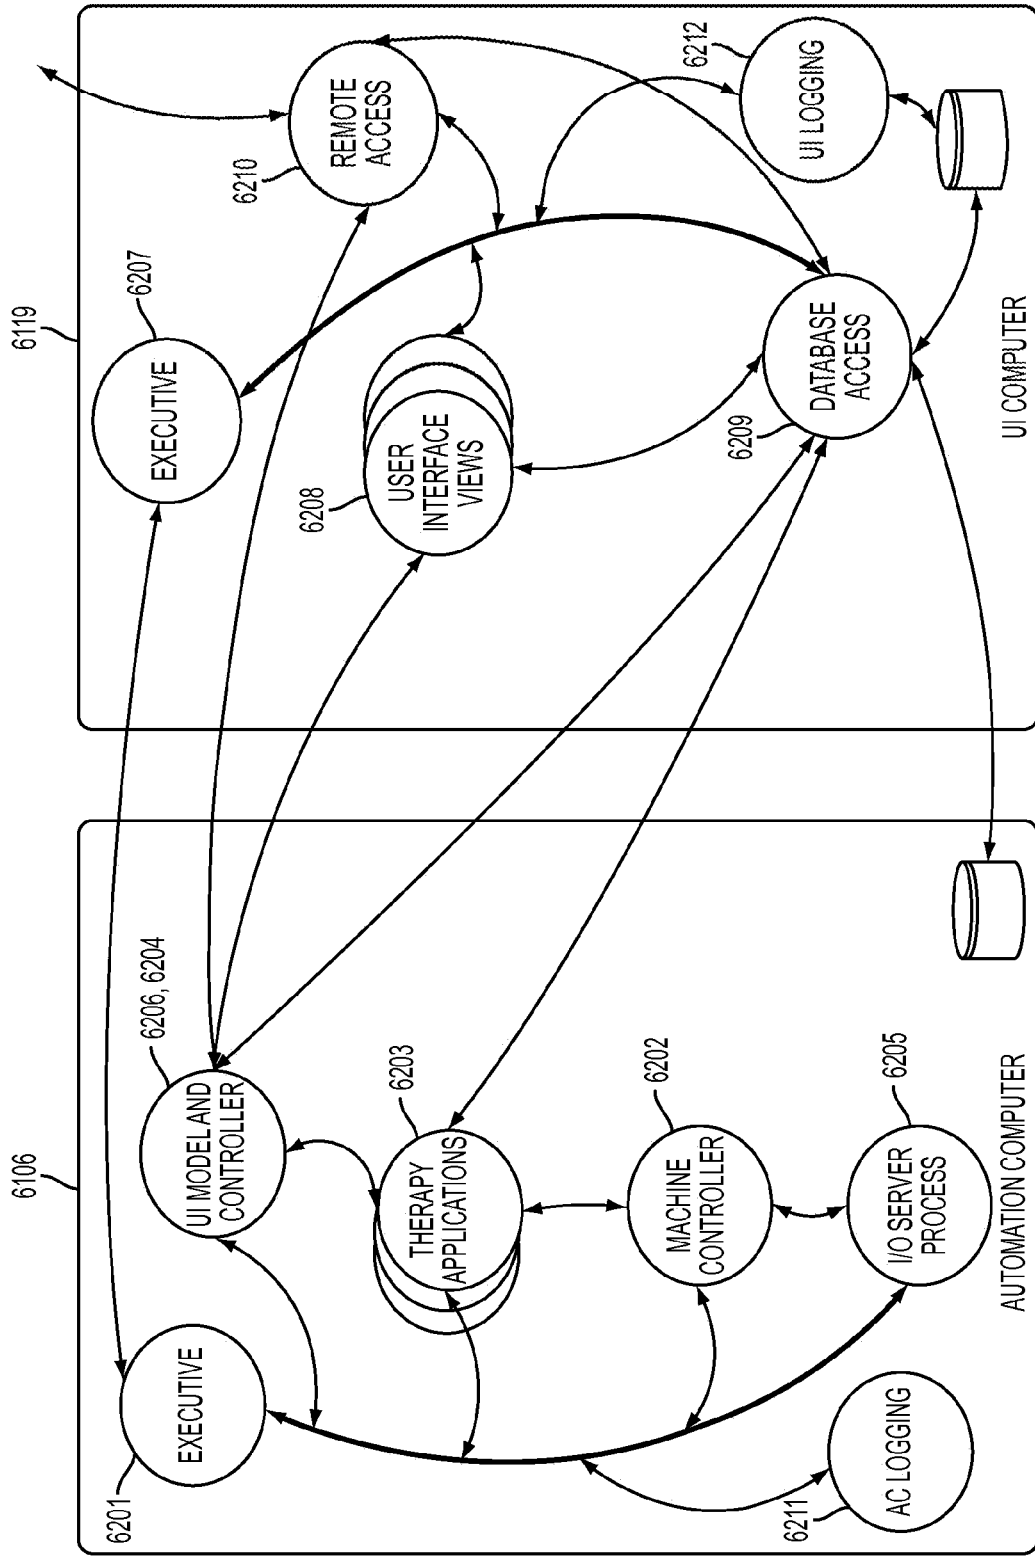 6106
6119
6201
EXECUTIVE
6206, 6204
UI MODEL AND
CONTROLLER
6203
THERAPY
APPLICATIONS
6202
MACHINE
CONTROLLER
6205
I/O SERVER
PROCESS
6211
AC LOGGING
AUTOMATION COMPUTER
6207
EXECUTIVE
6210
REMOTE
ACCESS
6208
USER
INTERFACE
VIEWS
6209
DATABASE
ACCESS
6212
UI LOGGING
UI COMPUTER